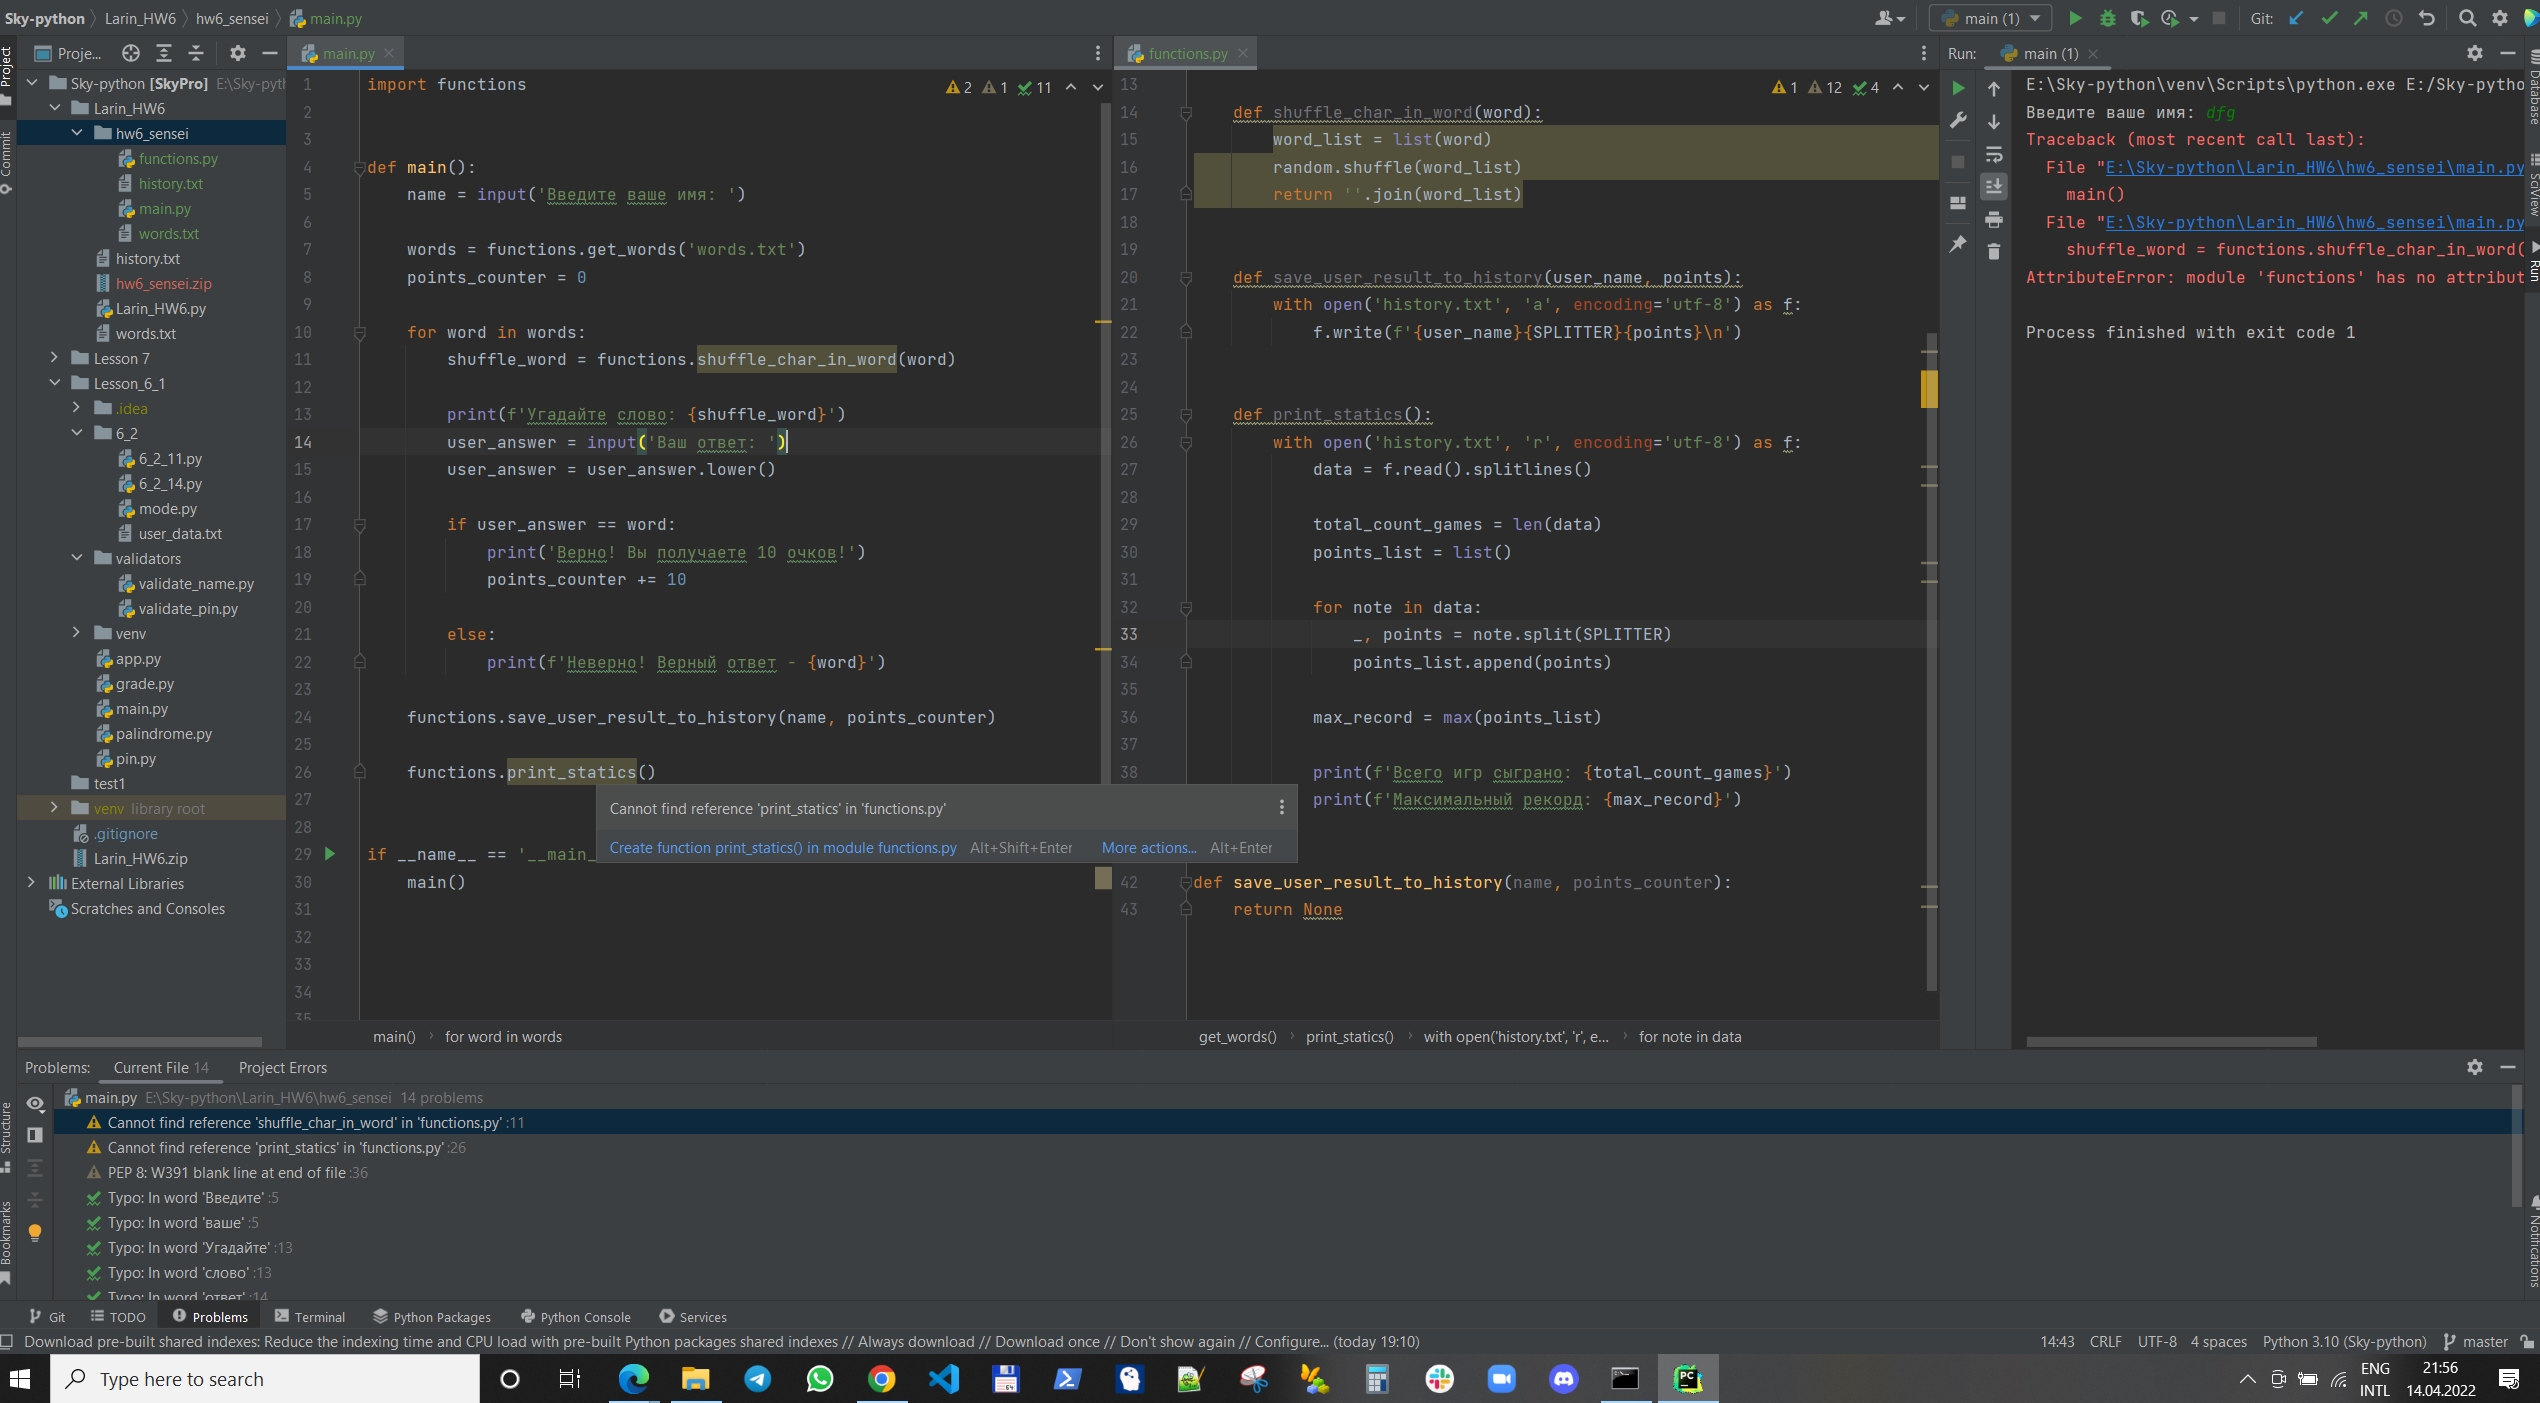 Sky-python Larin_HW6 hw6_sensei main.py
main (1)
Git:
Proje...
main.py
functions.py
Run: main (1)
Project
Commit
Structure
Bookmarks
Database
SciView
Run
Notifications
Sky-python [SkyPro] E:\Sky-pyth
Larin_HW6
hw6_sensei
functions.py
history.txt
main.py
words.txt
history.txt
hw6_sensei.zip
Larin_HW6.py
words.txt
Lesson 7
Lesson_6_1
.idea
6_2
6_2_11.py
6_2_14.py
mode.py
user_data.txt
validators
validate_name.py
validate_pin.py
venv
app.py
grade.py
main.py
palindrome.py
pin.py
test1
venv library root
.gitignore
Larin_HW6.zip
External Libraries
Scratches and Consoles
2 1 11
1 import functions
2
3
4 def main():
5 name = input('Введите ваше имя: ')
6
7 words = functions.get_words('words.txt')
8 points_counter = 0
9
10 for word in words:
11 shuffle_word = functions.shuffle_char_in_word(word)
12
13 print(f'Угадайте слово: {shuffle_word}')
14 user_answer = input('Ваш ответ: ')
15 user_answer = user_answer.lower()
16
17 if user_answer == word:
18 print('Верно! Вы получаете 10 очков!')
19 points_counter += 10
20
21 else:
22 print(f'Неверно! Верный ответ - {word}')
23
24 functions.save_user_result_to_history(name, points_counter)
25
26 functions.print_statics()
27
28
29 if __name__ == '__main_
30 main()
31
32
33
34
35
main() for word in words
Cannot find reference 'print_statics' in 'functions.py'
Create function print_statics() in module functions.py Alt+Shift+Enter More actions... Alt+Enter
1 12 4
13
14 def shuffle_char_in_word(word):
15 word_list = list(word)
16 random.shuffle(word_list)
17 return ''.join(word_list)
18
19
20 def save_user_result_to_history(user_name, points):
21 with open('history.txt', 'a', encoding='utf-8') as f:
22 f.write(f'{user_name}{SPLITTER}{points}\n')
23
24
25 def print_statics():
26 with open('history.txt', 'r', encoding='utf-8') as f:
27 data = f.read().splitlines()
28
29 total_count_games = len(data)
30 points_list = list()
31
32 for note in data:
33 _, points = note.split(SPLITTER)
34 points_list.append(points)
35
36 max_record = max(points_list)
37
38 print(f'Всего игр сыграно: {total_count_games}')
print(f'Максимальный рекорд: {max_record}')
42 def save_user_result_to_history(name, points_counter):
43 return None
get_words() print_statics() with open('history.txt', 'r', e... for note in data
E:\Sky-python\venv\Scripts\python.exe E:/Sky-pytho
Введите ваше имя: dfg
Traceback (most recent call last):
File "E:\Sky-python\Larin_HW6\hw6_sensei\main.py
main()
File "E:\Sky-python\Larin_HW6\hw6_sensei\main.py
shuffle_word = functions.shuffle_char_in_word(
AttributeError: module 'functions' has no attribut
Process finished with exit code 1
Problems: Current File 14 Project Errors
main.py E:\Sky-python\Larin_HW6\hw6_sensei 14 problems
Cannot find reference 'shuffle_char_in_word' in 'functions.py' :11
Cannot find reference 'print_statics' in 'functions.py' :26
PEP 8: W391 blank line at end of file :36
Typo: In word 'Введите' :5
Typo: In word 'ваше' :5
Typo: In word 'Угадайте' :13
Typo: In word 'слово' :13
Typo: In word 'ответ' :14
Git TODO Problems Terminal Python Packages Python Console Services
Download pre-built shared indexes: Reduce the indexing time and CPU load with pre-built Python packages shared indexes // Always download // Download once // Don't show again // Configure... (today 19:10)
14:43 CRLF UTF-8 4 spaces Python 3.10 (Sky-python) master
Type here to search
ENG
INTL
21:56
14.04.2022